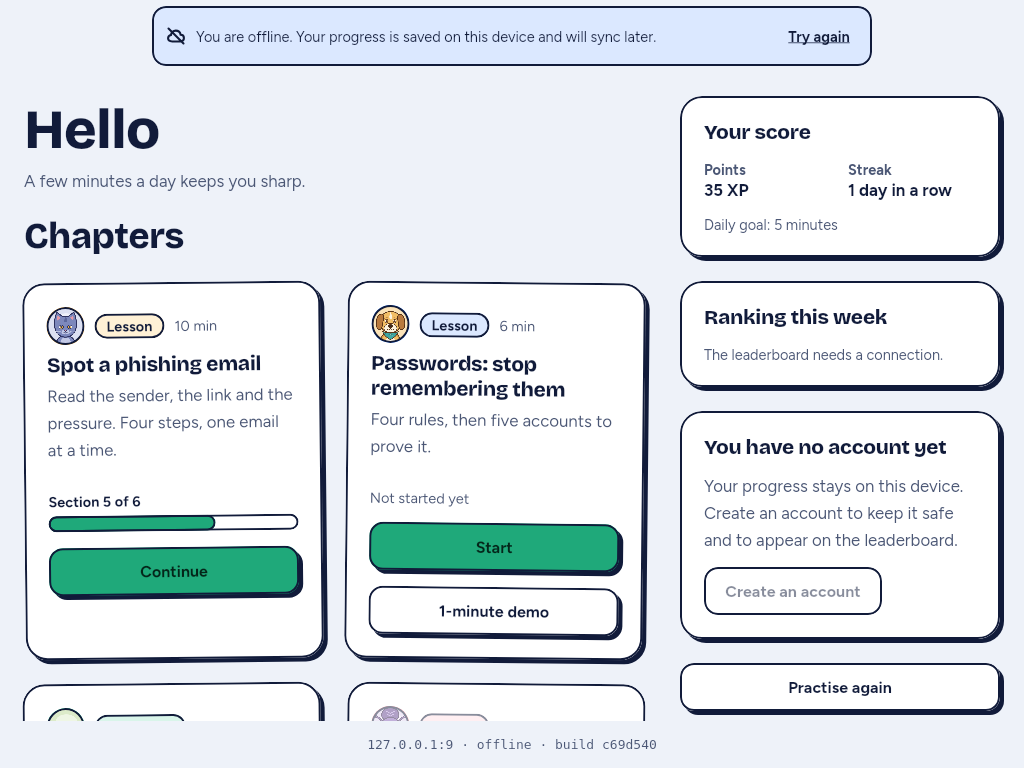 You are offline. Your progress is saved on this device and will sync later.
Try again
Hello
A few minutes a day keeps you sharp.
Chapters
Lesson
10 min
Spot a phishing email
Read the sender, the link and the
pressure. Four steps, one email
at a time.
Section 5 of 6
Continue
Lesson
6 min
Passwords: stop
remembering them
Four rules, then five accounts to
prove it.
Not started yet
Start
1-minute demo
Your score
Points
35 XP
Streak
1 day in a row
Daily goal: 5 minutes
Ranking this week
The leaderboard needs a connection.
You have no account yet
Your progress stays on this device.
Create an account to keep it safe
and to appear on the leaderboard.
Create an account
Practise again
127.0.0.1:9 · offline · build c69d540